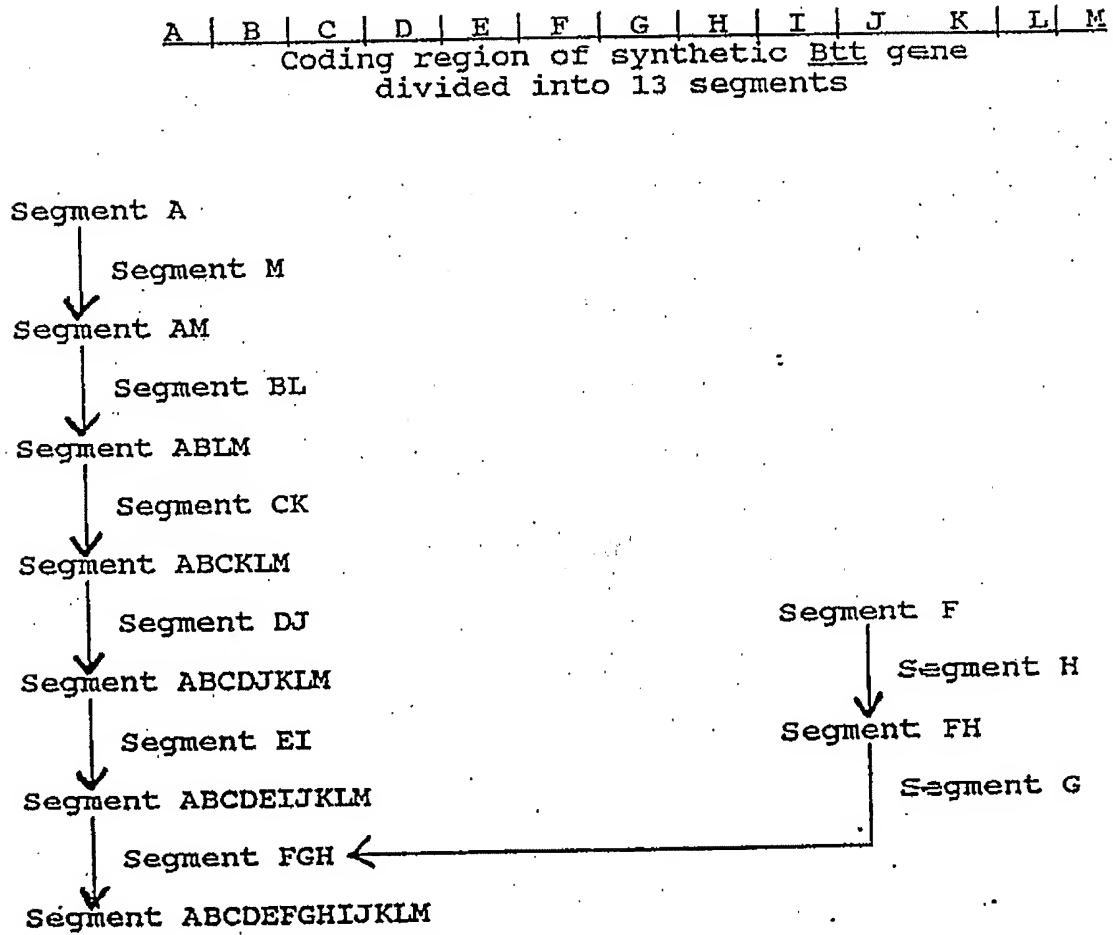 A | B | C | D | E | F | G | H | I | J K | L | M
Coding region of synthetic Btt gene
divided into 13 segments
Segment A
Segment M
Segment AM
Segment BL
Segment ABLM
Segment CK
Segment ABCKLM
Segment DJ
Segment ABCDJKLM
Segment EI
Segment ABCDEIJKLM
Segment FGH
Segment ABCDEFGHIJKLM
Segment F
Segment H
Segment FH
Segment G